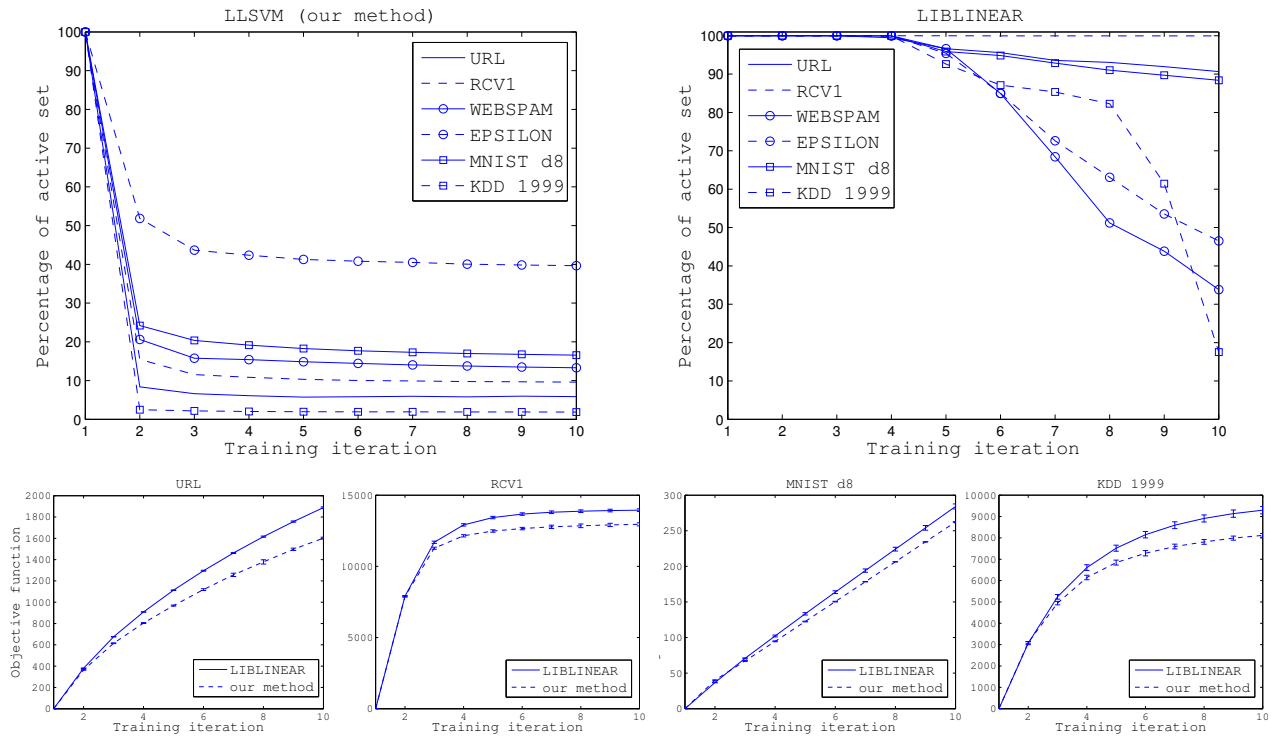 LLSVM (our method)
Percentage of active set
100
90
80
70
60
50
40
30
20
10
0
URL
RCV1
WEBSPAM
EPSILON
MNIST d8
KDD 1999
1 2 3 4 5 6 7 8 9 10
Training iteration
LIBLINEAR
Percentage of active set
100
90
80
70
60
50
40
30
20
10
0
URL
RCV1
WEBSPAM
EPSILON
MNIST d8
KDD 1999
1 2 3 4 5 6 7 8 9 10
Training iteration
URL
Objective function
2000
1800
1600
1400
1200
1000
800
600
400
200
0
LIBLINEAR
our method
2 4 6 8 10
Training iteration
RCV1
15000
10000
5000
0
LIBLINEAR
our method
2 4 6 8 10
Training iteration
MNIST d8
300
250
200
150
100
50
0
LIBLINEAR
our method
2 4 6 8 10
Training iteration
KDD 1999
10000
9000
8000
7000
6000
5000
4000
3000
2000
1000
0
LIBLINEAR
our method
2 4 6 8 10
Training iteration